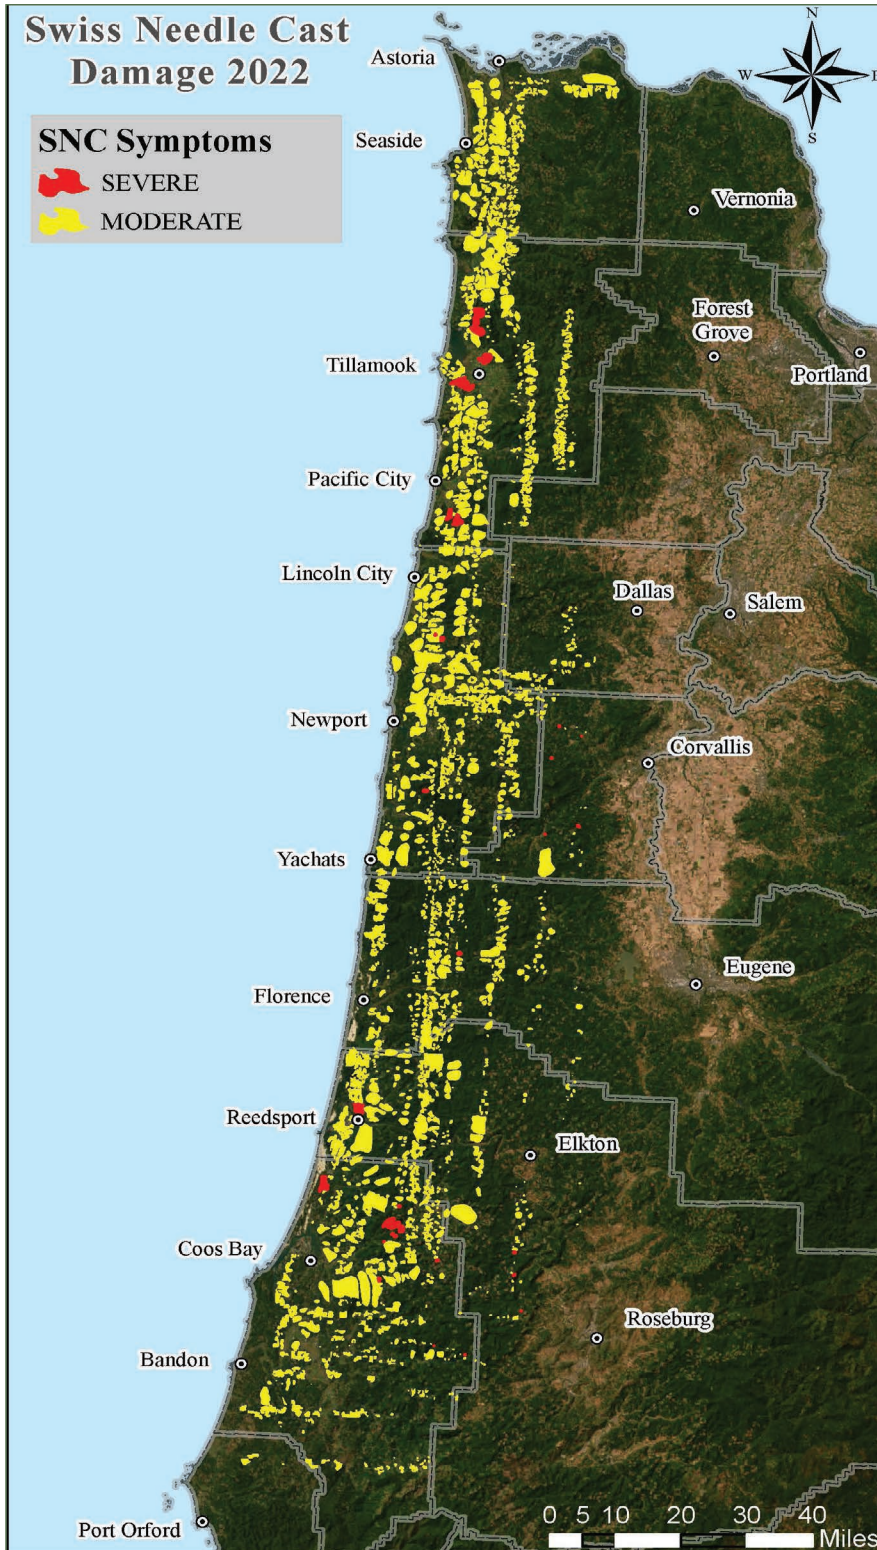 Swiss Needle Cast
Damage 2022
SNC Symptoms
SEVERE
MODERATE
N
W
E
S
Astoria
Seaside
Vernonia
Forest
Grove
Portland
Tillamook
Pacific City
Lincoln City
Dallas
Salem
Newport
Corvallis
Yachats
Eugene
Florence
Reedsport
Elkton
Coos Bay
Roseburg
Bandon
Port Orford
0 5 10 20 30 40
Miles